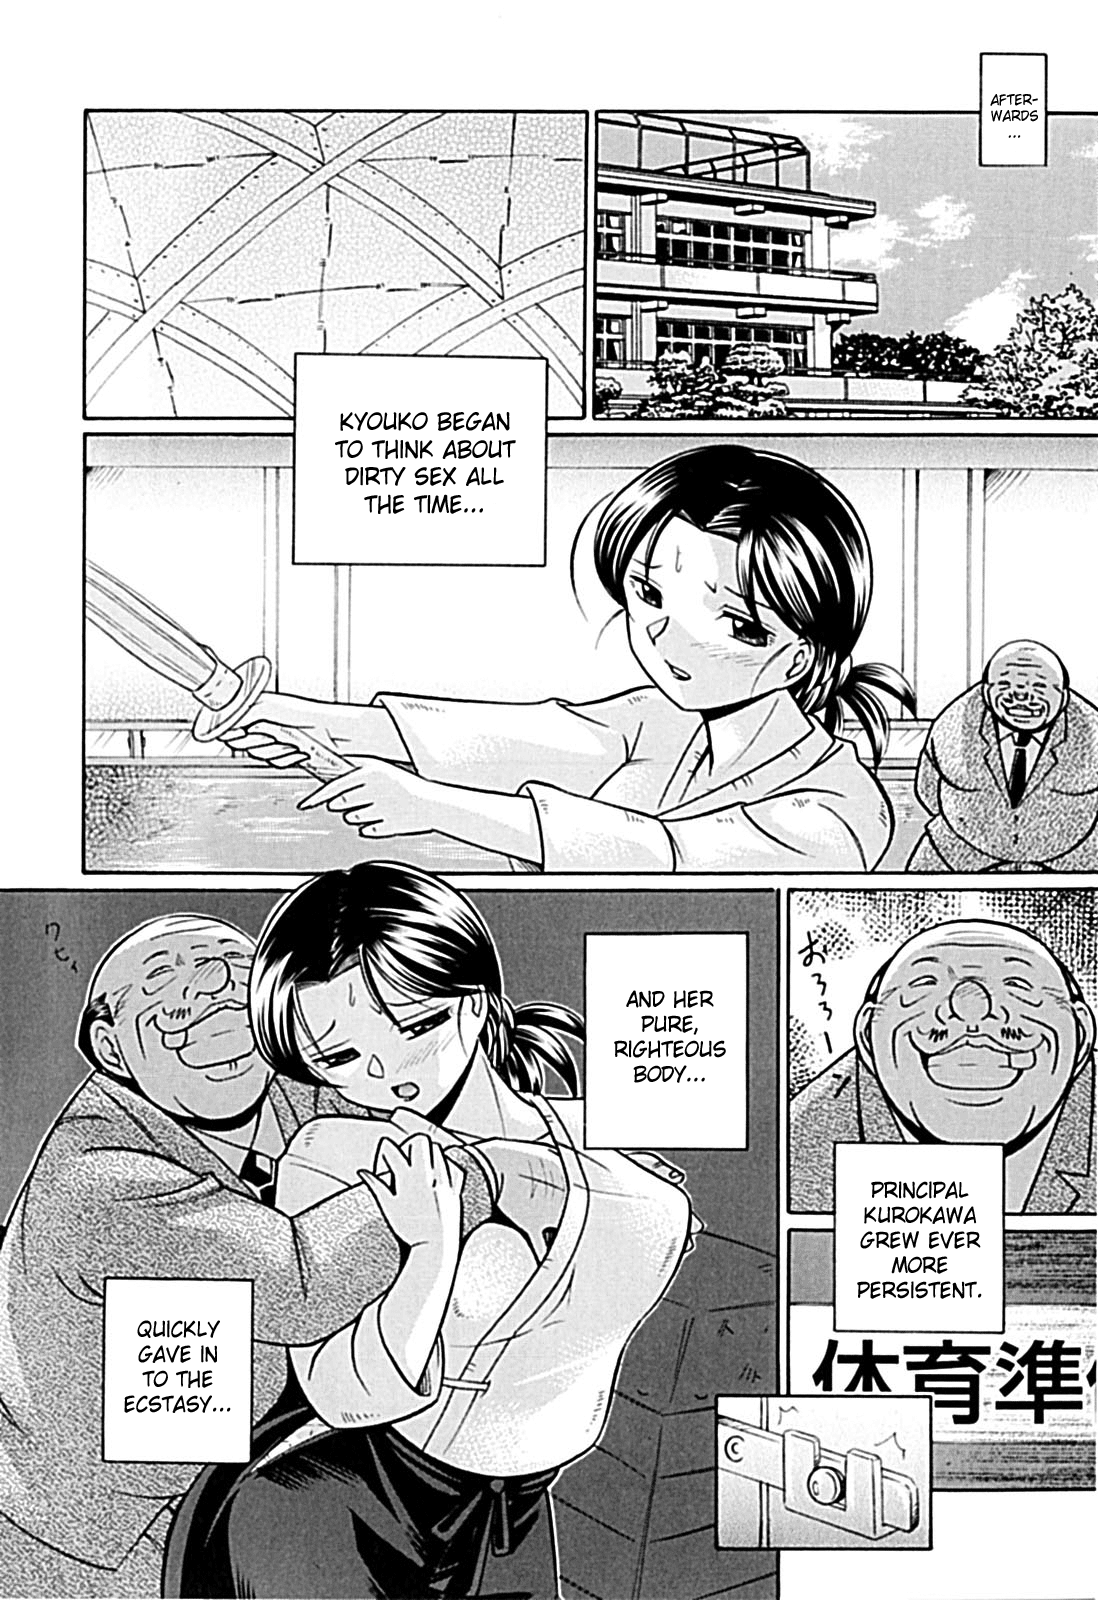 AFTER-
WARDS
...
KYOUKO BEGAN
TO THINK ABOUT
DIRTY SEX ALL
THE TIME...
PRINCIPAL
KUROKAWA
GREW EVER
MORE
PERSISTENT.
体育準
AND HER
PURE,
RIGHTEOUS
BODY...
QUICKLY
GAVE IN
TO THE
ECSTASY...